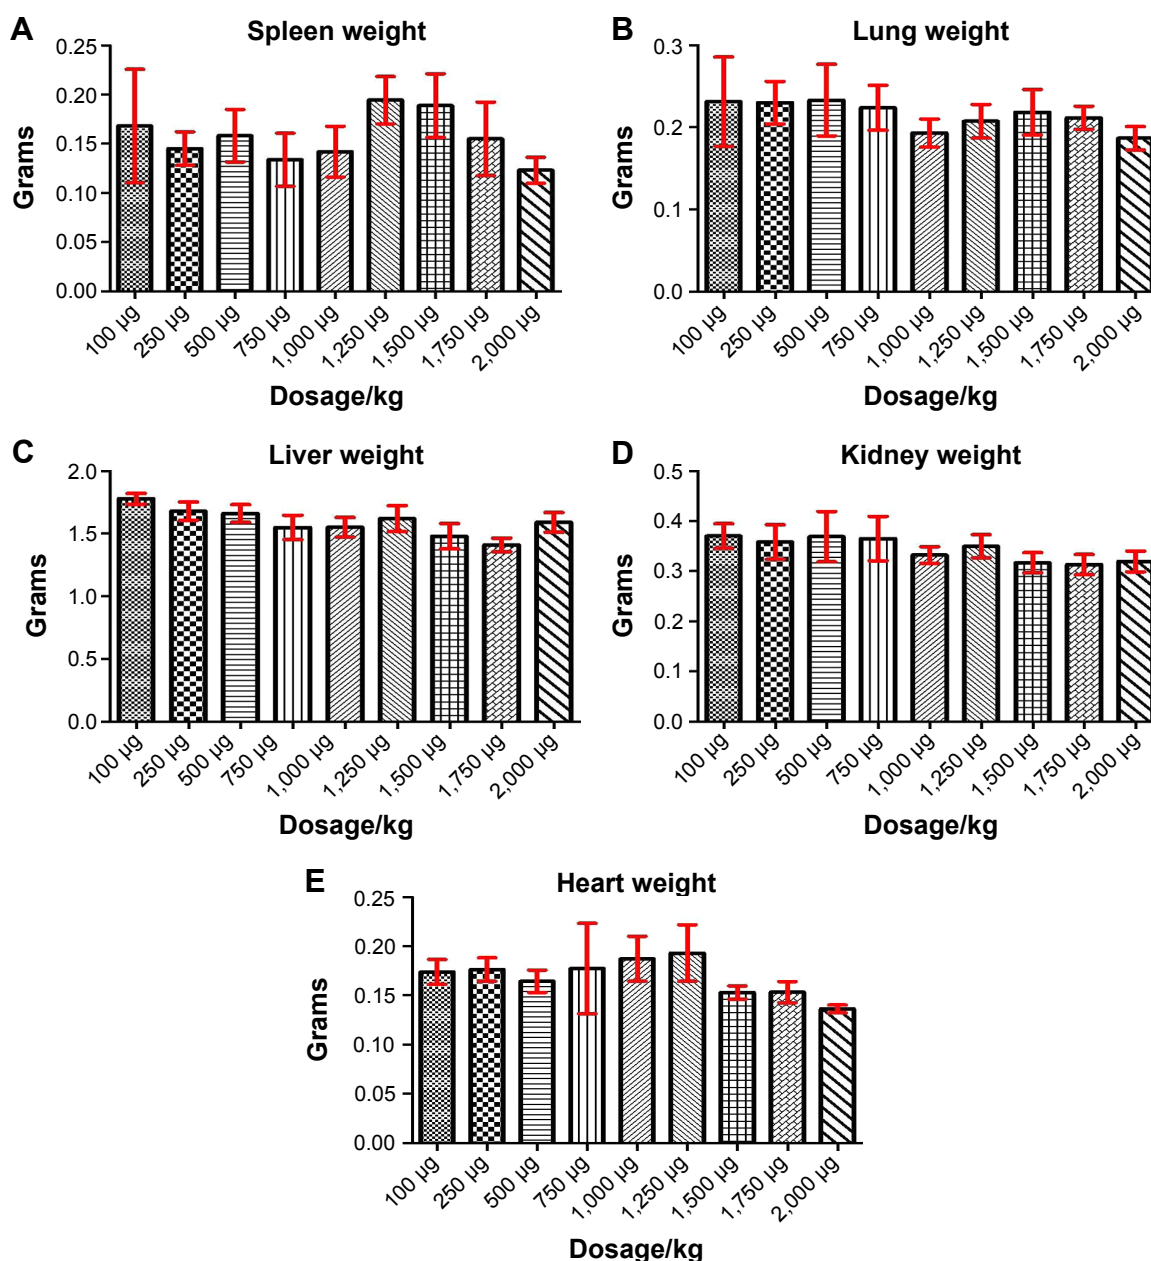 A
Spleen weight
0.25
0.20
0.15
0.10
0.05
0.00
Grams
100 µg
250 µg
500 µg
750 µg
1,000 µg
1,250 µg
1,500 µg
1,750 µg
2,000 µg
Dosage/kg
B
Lung weight
0.3
0.2
0.1
0.0
Grams
100 µg
250 µg
500 µg
750 µg
1,000 µg
1,250 µg
1,500 µg
1,750 µg
2,000 µg
Dosage/kg
C
Liver weight
2.0
1.5
1.0
0.5
0.0
Grams
100 µg
250 µg
500 µg
750 µg
1,000 µg
1,250 µg
1,500 µg
1,750 µg
2,000 µg
Dosage/kg
D
Kidney weight
0.5
0.4
0.3
0.2
0.1
0.0
Grams
100 µg
250 µg
500 µg
750 µg
1,000 µg
1,250 µg
1,500 µg
1,750 µg
2,000 µg
Dosage/kg
E
Heart weight
0.25
0.20
0.15
0.10
0.05
0.00
Grams
100 µg
250 µg
500 µg
750 µg
1,000 µg
1,250 µg
1,500 µg
1,750 µg
2,000 µg
Dosage/kg